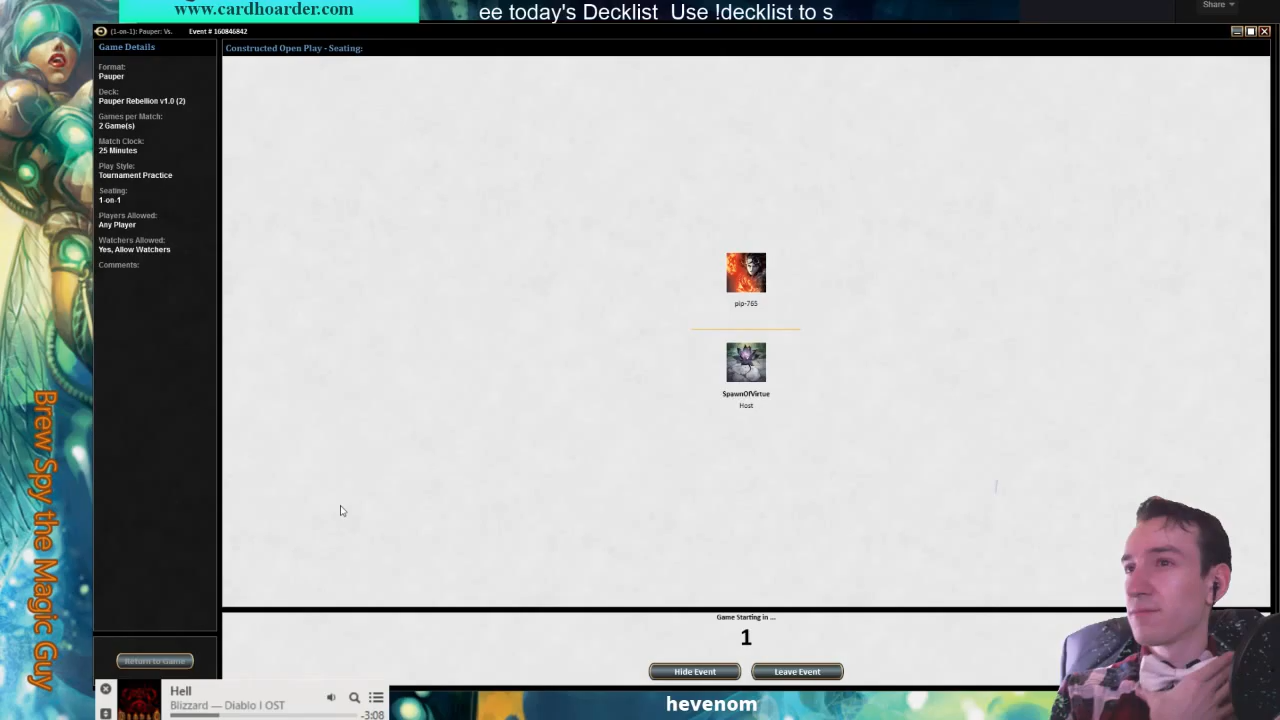 www.cardhoarder.com
ee today's Decklist Use !decklist to s
Share
(1-on-1): Pauper: Vs. Event # 160846842
Game Details
Constructed Open Play - Seating:
Format:
Pauper
Deck:
Pauper Rebellion v1.0 (2)
Games per Match:
2 Game(s)
Match Clock:
25 Minutes
Play Style:
Tournament Practice
Seating:
1-on-1
Players Allowed:
Any Player
Watchers Allowed:
Yes, Allow Watchers
Comments:
pip-765
SpawnOfVirtue
Host
Brew Spy the Magic Guy
Game Starting in ...
1
Return to Game
Hide Event
Leave Event
Hell
Blizzard — Diablo I OST
-3:08
hevenom